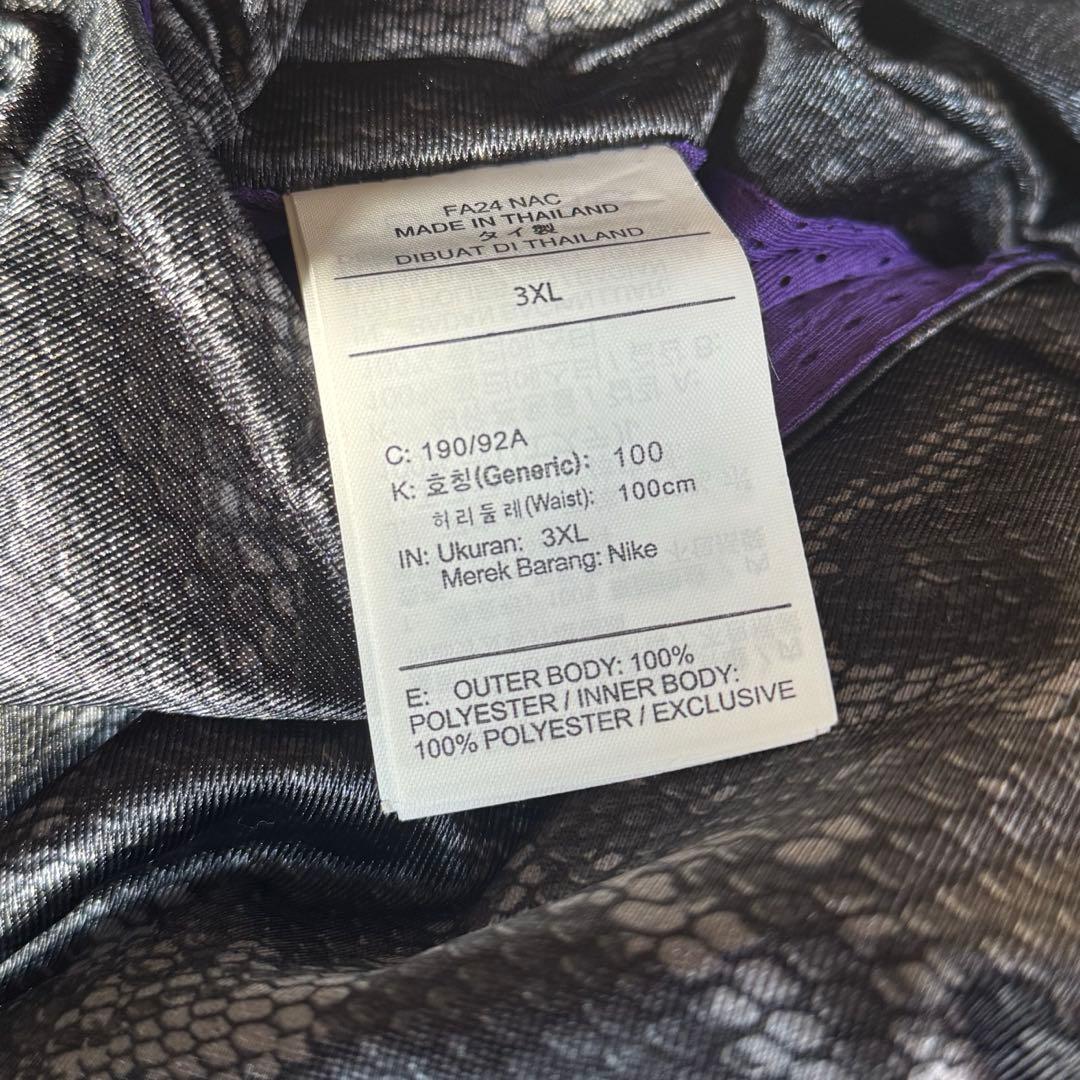 FA24 NAC
MADE IN THAILAND
タイ製
DIBUAT DI THAILAND
3XL
C: 190/92A
K: 호칭(Generic): 100
허리둘레(Waist): 100cm
IN: Ukuran: 3XL
Merek Barang: Nike
E: OUTER BODY: 100%
POLYESTER / INNER BODY:
100% POLYESTER / EXCLUSIVE